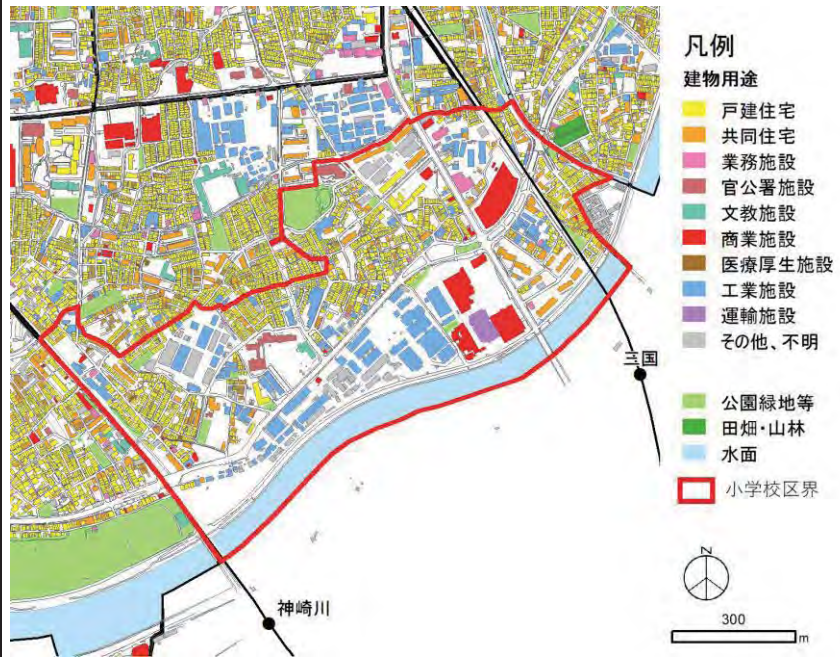 凡例
建物用途
戸建住宅
共同住宅
業務施設
官公署施設
文教施設
商業施設
医療厚生施設
工業施設
運輸施設
その他、不明
公園緑地等
田畑・山林
水面
小学校区界
N
300
m
三国
神崎川